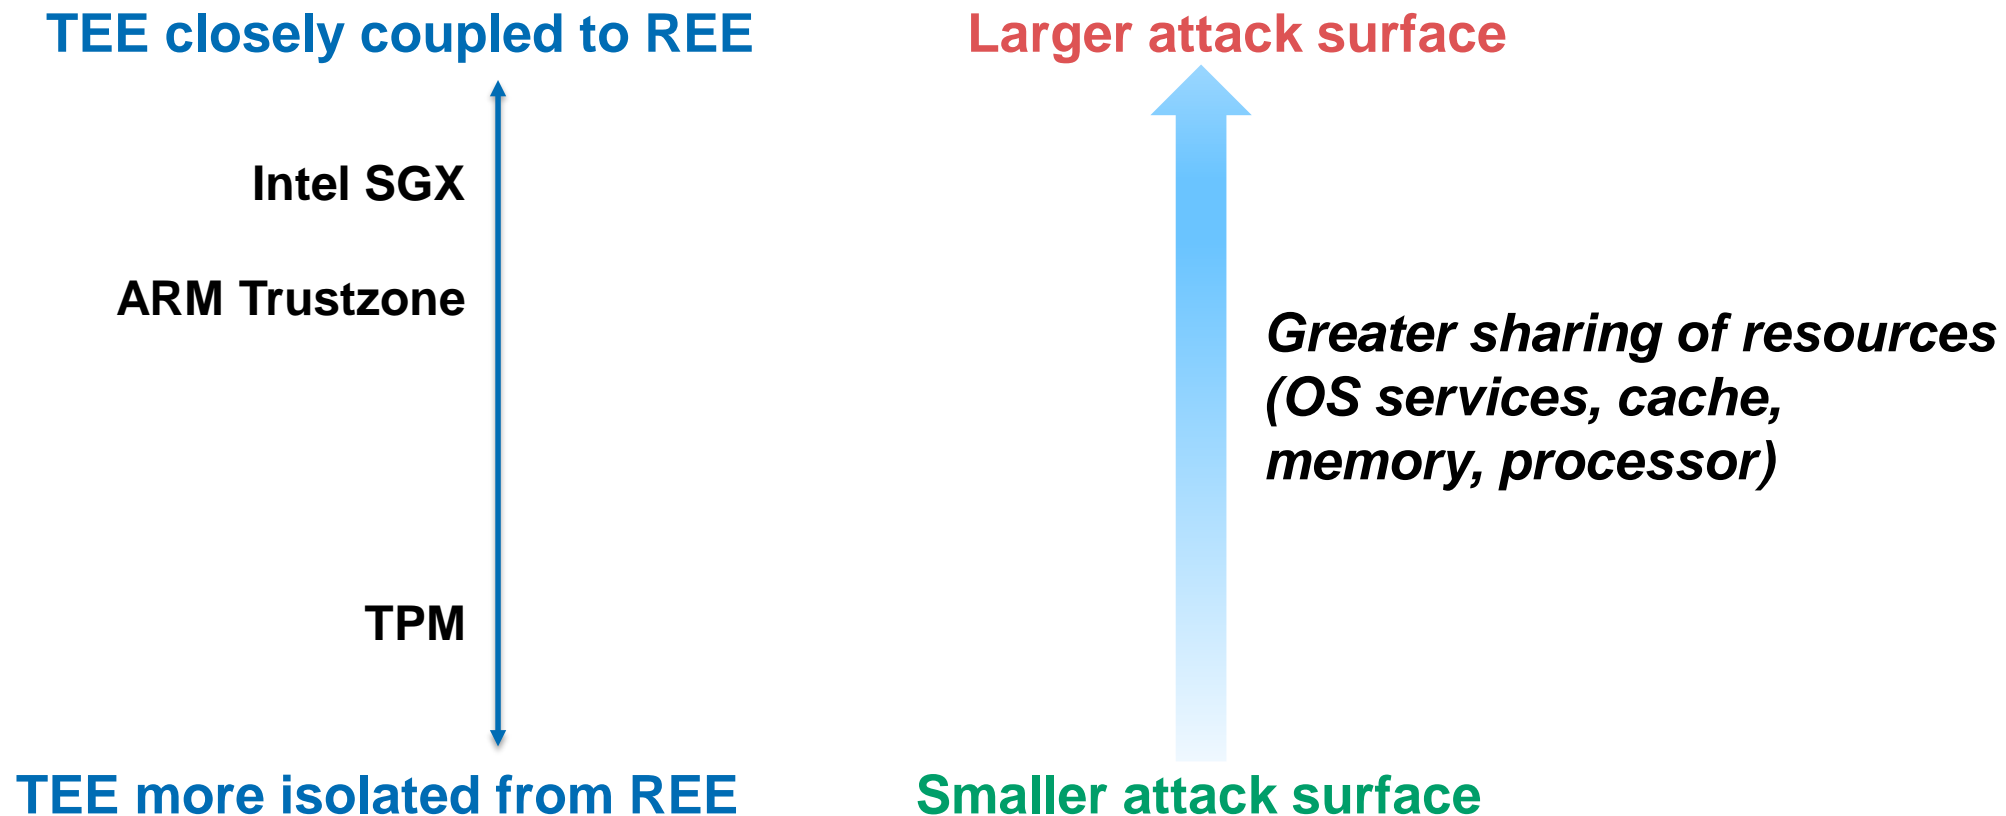 TEE closely coupled to REE
Larger attack surface
Intel SGX
ARM Trustzone
Greater sharing of resources
(OS services, cache,
memory, processor)
TPM
TEE more isolated from REE
Smaller attack surface